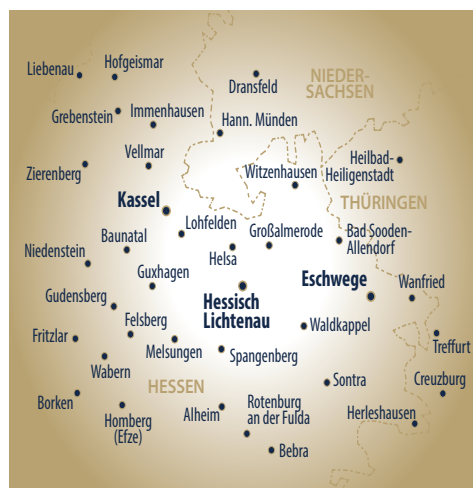 Liebenau
Hofgeismar
Dransfeld
NIEDER-
SACHSEN
Grebenstein
Immenhausen
Hann. Münden
Vellmar
Zierenberg
Witzenhausen
Heilbad-
Heiligenstadt
THÜRINGEN
Kassel
Lohfelden
Großalmerode
Bad Sooden-
Allendorf
Baunatal
Niedenstein
Helsa
Guxhagen
Eschwege
Wanfried
Gudensberg
Hessisch
Lichtenau
Felsberg
Waldkappel
Fritzlar
Melsungen
Spangenberg
Treffurt
Wabern
HESSEN
Sontra
Creuzburg
Borken
Homberg
(Efze)
Alheim
Rotenburg
an der Fulda
Herleshausen
Bebra